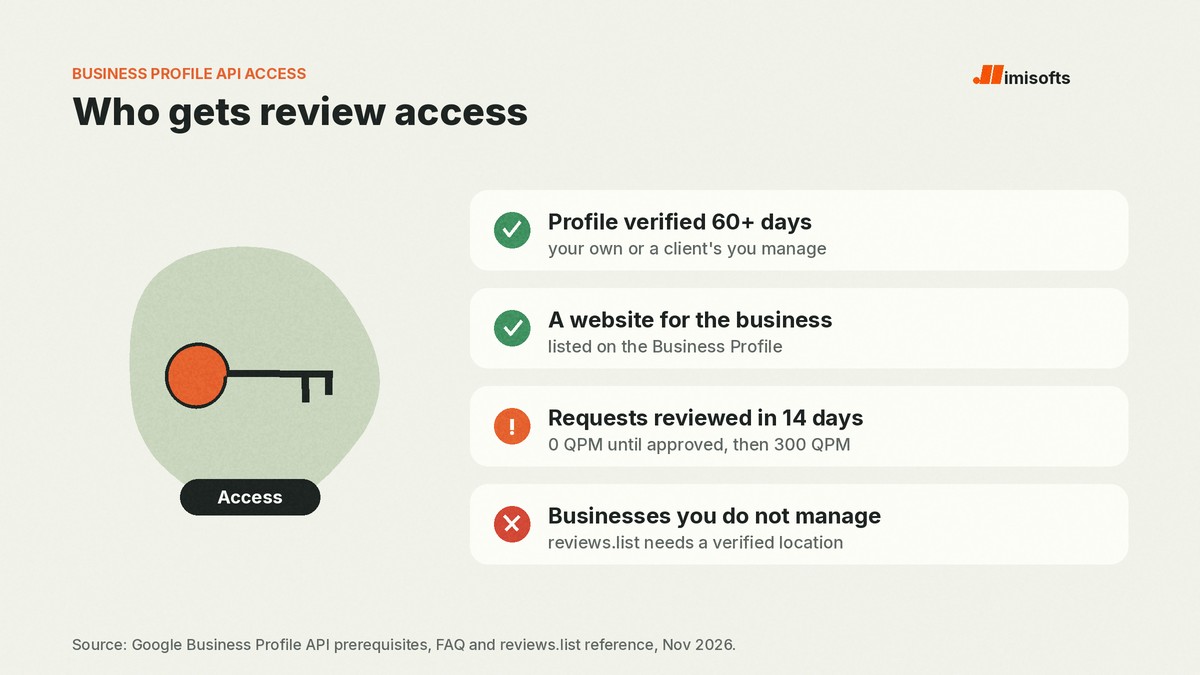 BUSINESS PROFILE API ACCESS
Who gets review access
imisofts
Profile verified 60+ days
your own or a client's you manage
A website for the business
listed on the Business Profile
Requests reviewed in 14 days
0 QPM until approved, then 300 QPM
Businesses you do not manage
reviews.list needs a verified location
Access
Source: Google Business Profile API prerequisites, FAQ and reviews.list reference, Nov 2026.